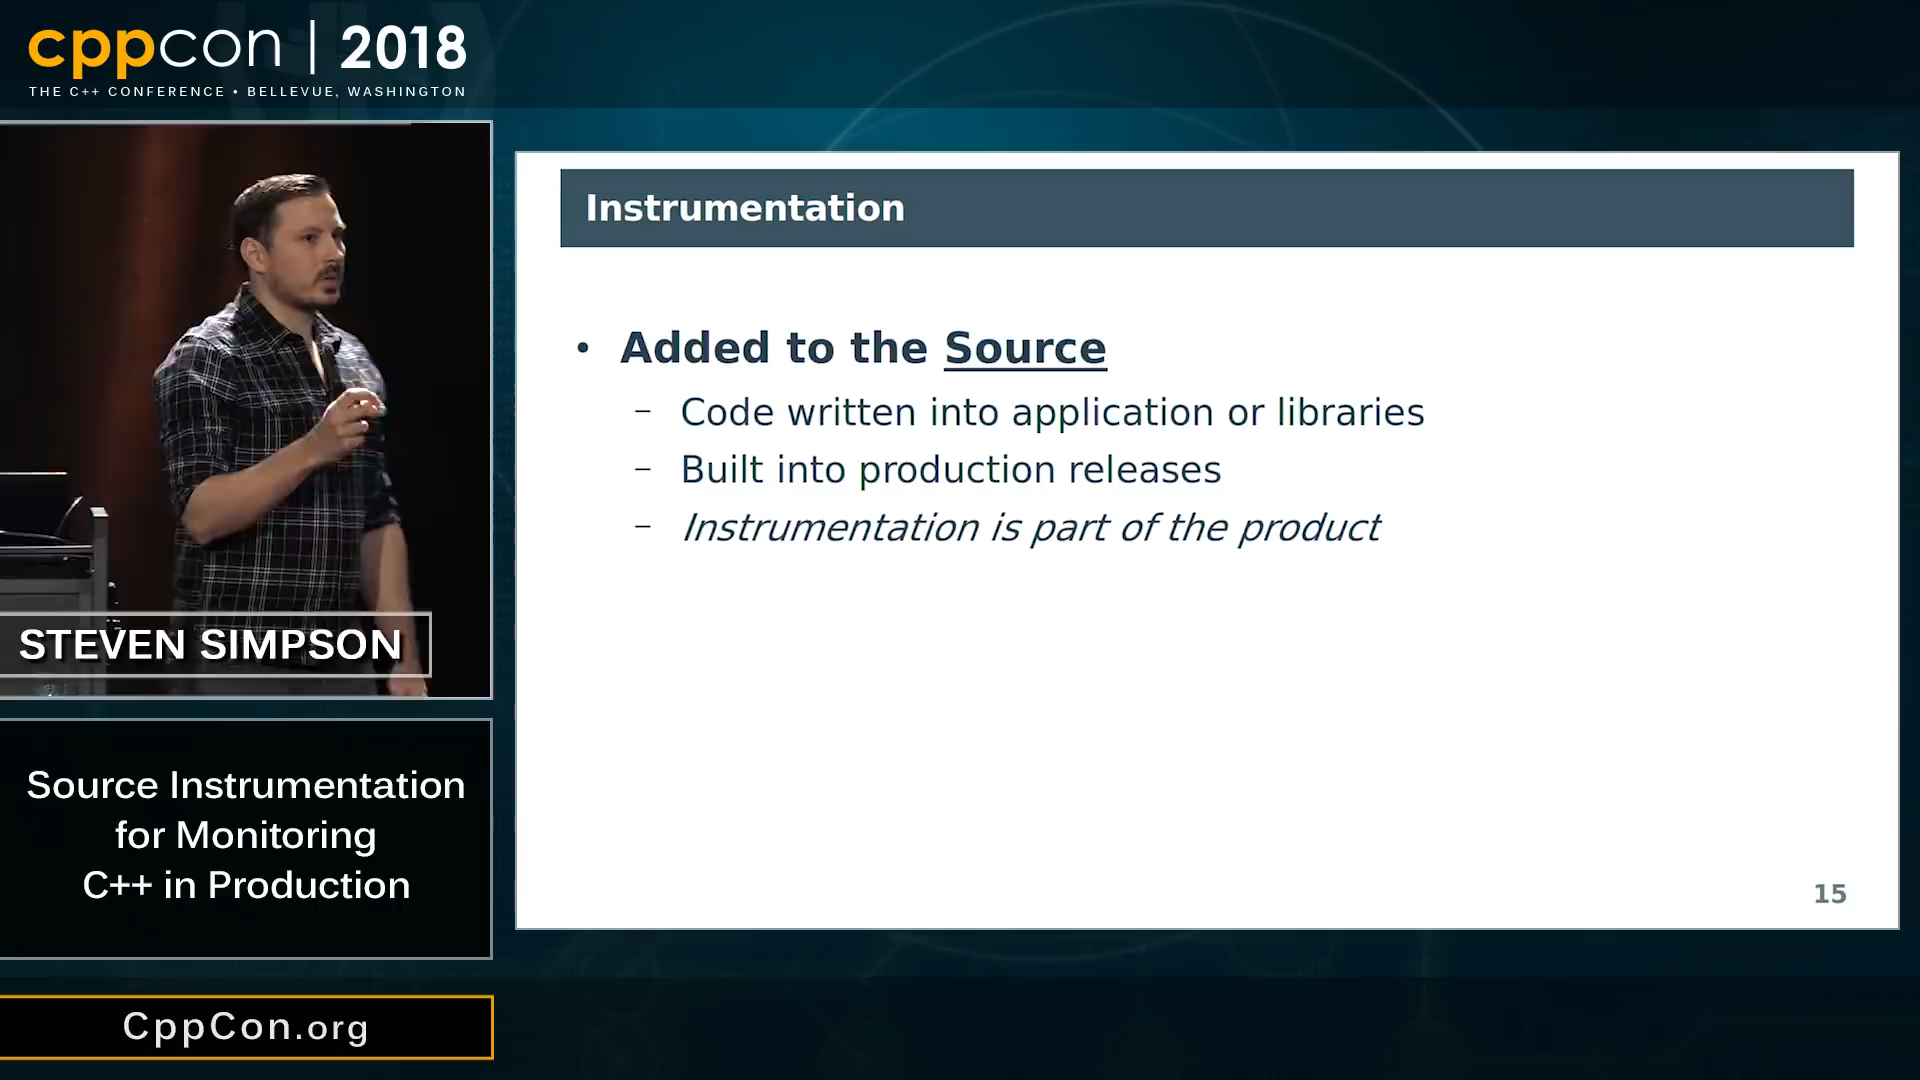 cppcon | 2018
THE C++ CONFERENCE • BELLEVUE, WASHINGTON
STEVEN SIMPSON
Source Instrumentation
for Monitoring
C++ in Production
CppCon.org
Instrumentation
• Added to the Source
– Code written into application or libraries
– Built into production releases
– Instrumentation is part of the product
15